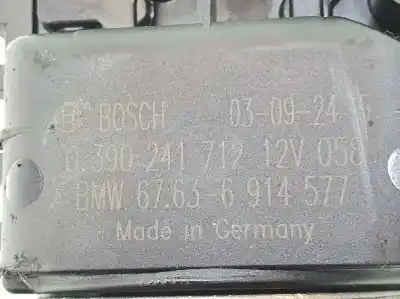 BOSCH 03-09-24
0 390 241 712 12V 058
BMW 67.63-6 914 577
Made in Germany